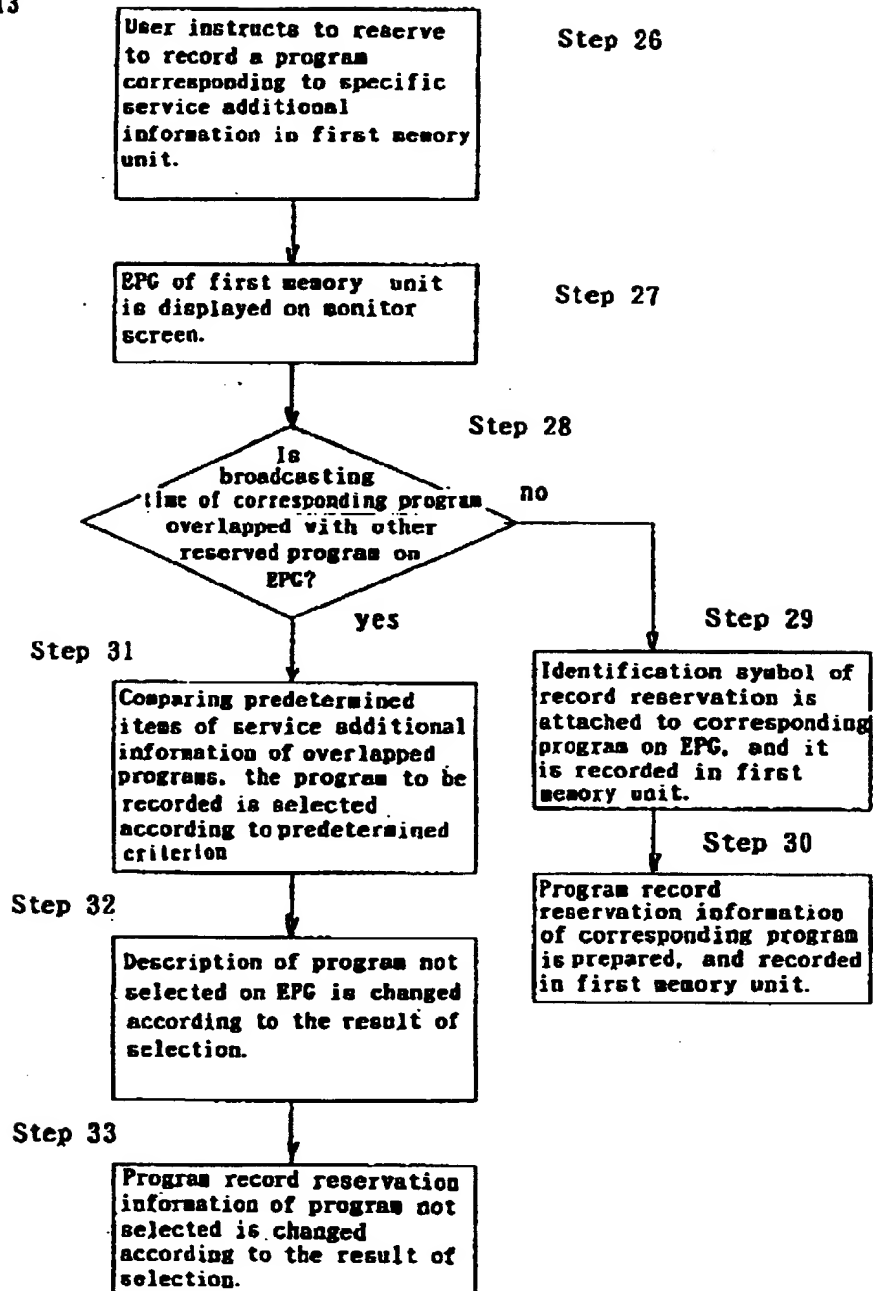 13
User instructs to reserve
to record a program
corresponding to specific
service additional
information in first memory
unit.
Step 26
EPG of first memory unit
is displayed on monitor
screen.
Step 27
Step 28
Is
broadcasting
time of corresponding program
overlapped with other
reserved program on
EPG?
no
yes
Step 29
Identification symbol of
record reservation is
attached to corresponding
program on EPG, and it
is recorded in first
memory unit.
Step 30
Program record
reservation information
of corresponding program
is prepared, and recorded
in first memory unit.
Step 31
Comparing predetermined
items of service additional
information of overlapped
programs, the program to be
recorded is selected
according to predetermined
criterion
Step 32
Description of program not
selected on EPG is changed
according to the result of
selection.
Step 33
Program record reservation
information of program not
selected is changed
according to the result of
selection.